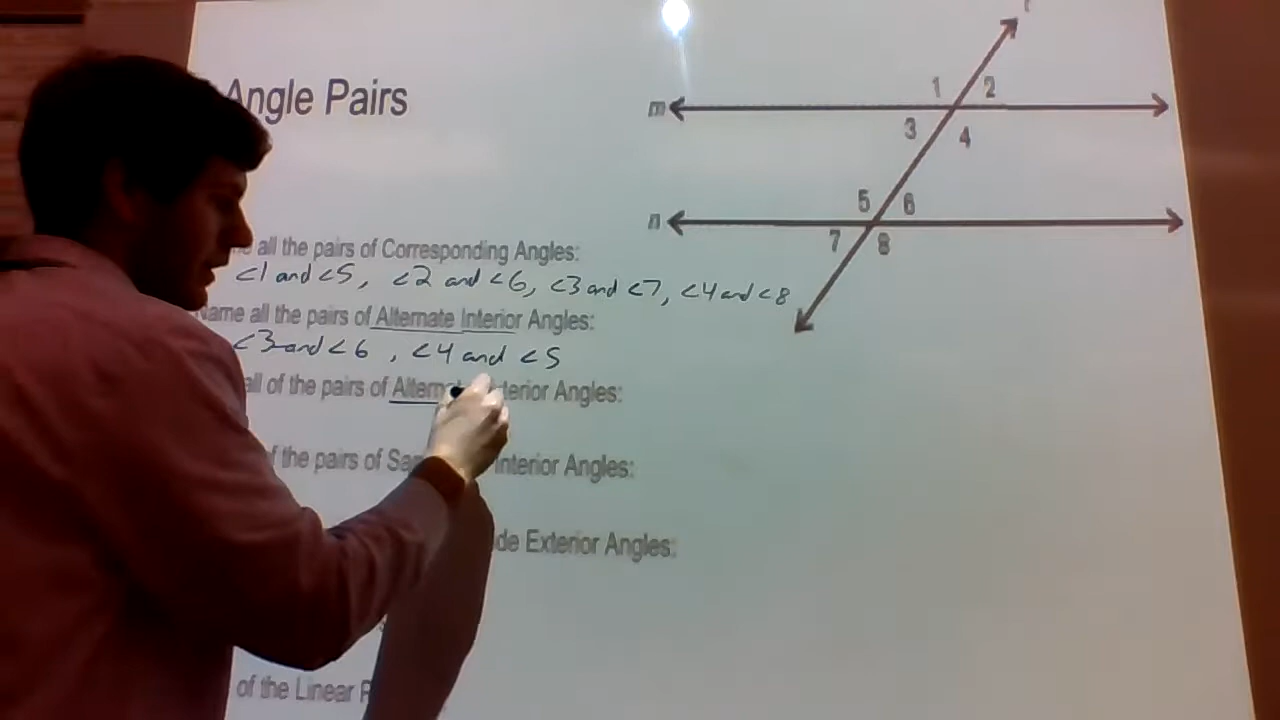 Angle Pairs
m
1 2
3 4
5 6
n
7 8
all the pairs of Corresponding Angles:
<1 and <5, <2 and <6, <3 and <7, <4 and <8
Name all the pairs of Alternate Interior Angles:
<3 and <6 , <4 and <5
all of the pairs of Angles:
the pairs of Interior Angles:
Exterior Angles:
of the Linear